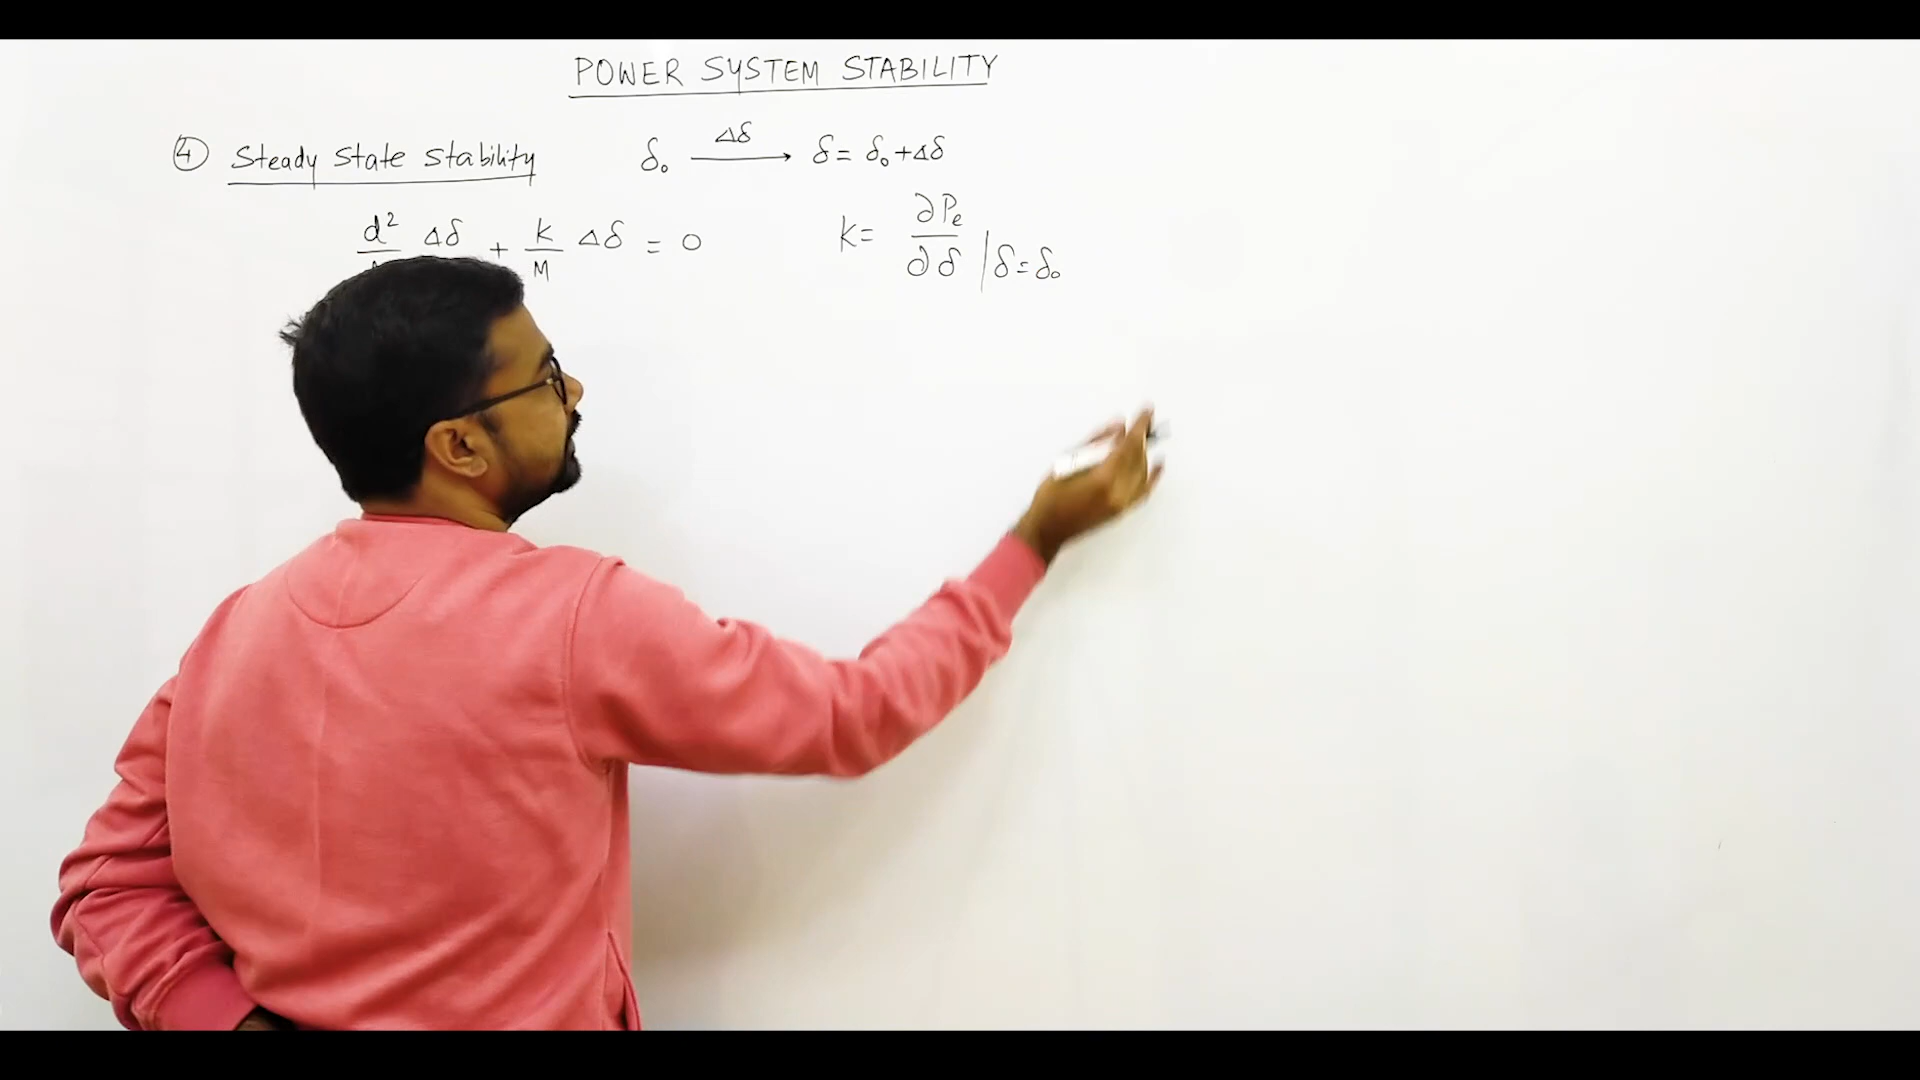 POWER SYSTEM STABILITY
④ Steady State Stability δ₀ —Δδ→ δ = δ₀+Δδ
d² Δδ + k/M Δδ = 0 k = ∂Pe/∂δ |δ=δ₀